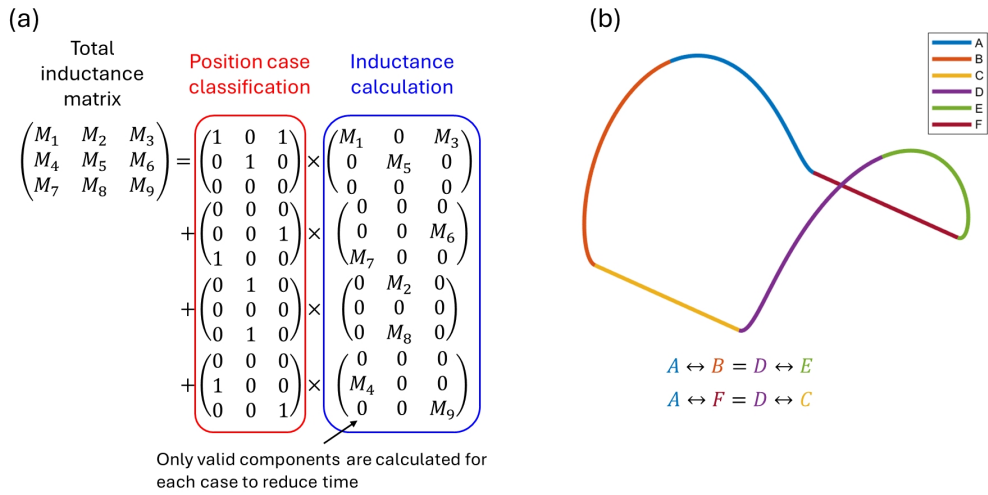 (a)
Total
inductance
matrix
Position case
classification
Inductance
calculation
(M₁ M₂ M₃
M₄ M₅ M₆
M₇ M₈ M₉)
=
(1 0 1
0 1 0
0 0 0)
×
(M₁ 0 M₃
0 M₅ 0
0 0 0)
+
(0 0 0
0 0 1
1 0 0)
×
(0 0 0
0 0 M₆
M₇ 0 0)
+
(0 1 0
0 0 0
0 1 0)
×
(0 M₂ 0
0 0 0
0 M₈ 0)
+
(0 0 0
1 0 0
0 0 1)
×
(0 0 0
M₄ 0 0
0 0 M₉)
Only valid components are calculated for
each case to reduce time
(b)
A
B
C
D
E
F
A ↔ B = D ↔ E
A ↔ F = D ↔ C